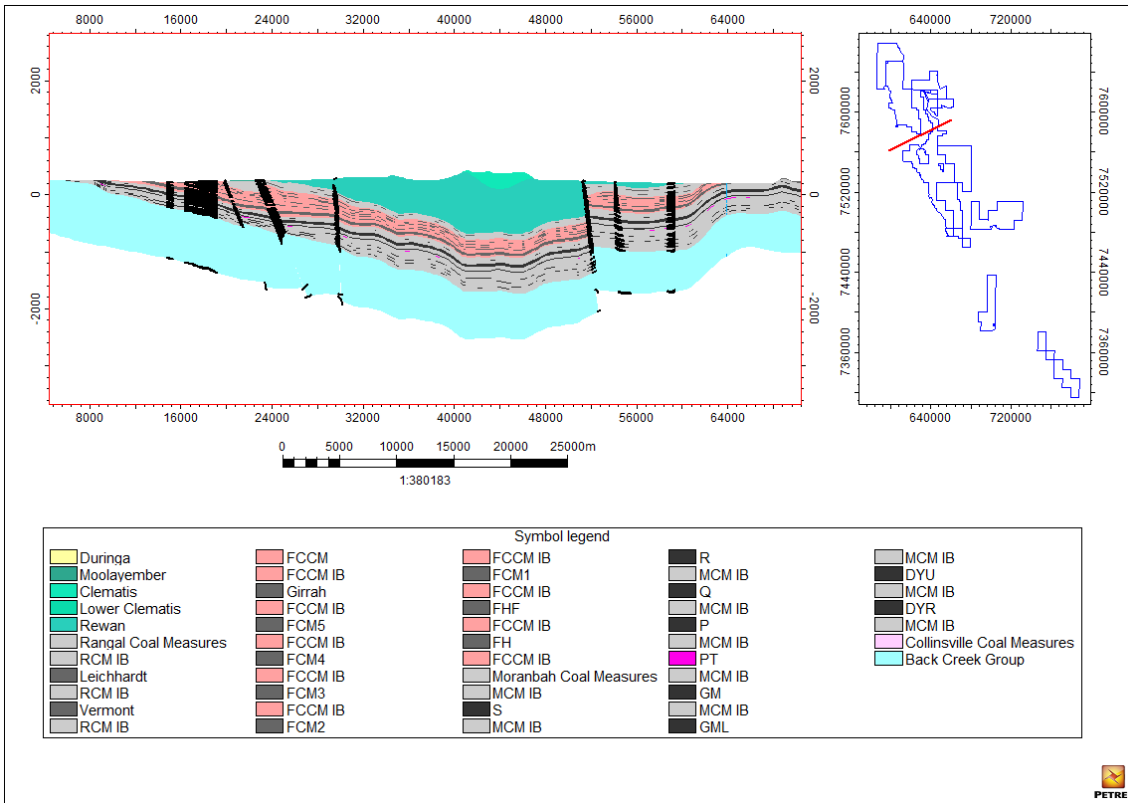 8000 16000 24000 32000 40000 48000 56000 64000
640000 720000
2000 0 -2000
2000 0 -2000
7600000 7520000 7440000 7360000
8000 16000 24000 32000 40000 48000 56000 64000
640000 720000
0 5000 10000 15000 20000 25000m
1:380183
Symbol legend
Duringa
Moolayember
Clematis
Lower Clematis
Rewan
Rangal Coal Measures
RCM IB
Leichhardt
RCM IB
Vermont
RCM IB
FCCM
FCCM IB
Girrah
FCCM IB
FCM5
FCCM IB
FCM4
FCCM IB
FCM3
FCCM IB
FCM2
FCCM IB
FCM1
FCCM IB
FHF
FCCM IB
FH
FCCM IB
Moranbah Coal Measures
MCM IB
S
MCM IB
R
MCM IB
Q
MCM IB
P
MCM IB
PT
MCM IB
GM
MCM IB
GML
MCM IB
DYU
MCM IB
DYR
MCM IB
Collinsville Coal Measures
Back Creek Group
PETRE